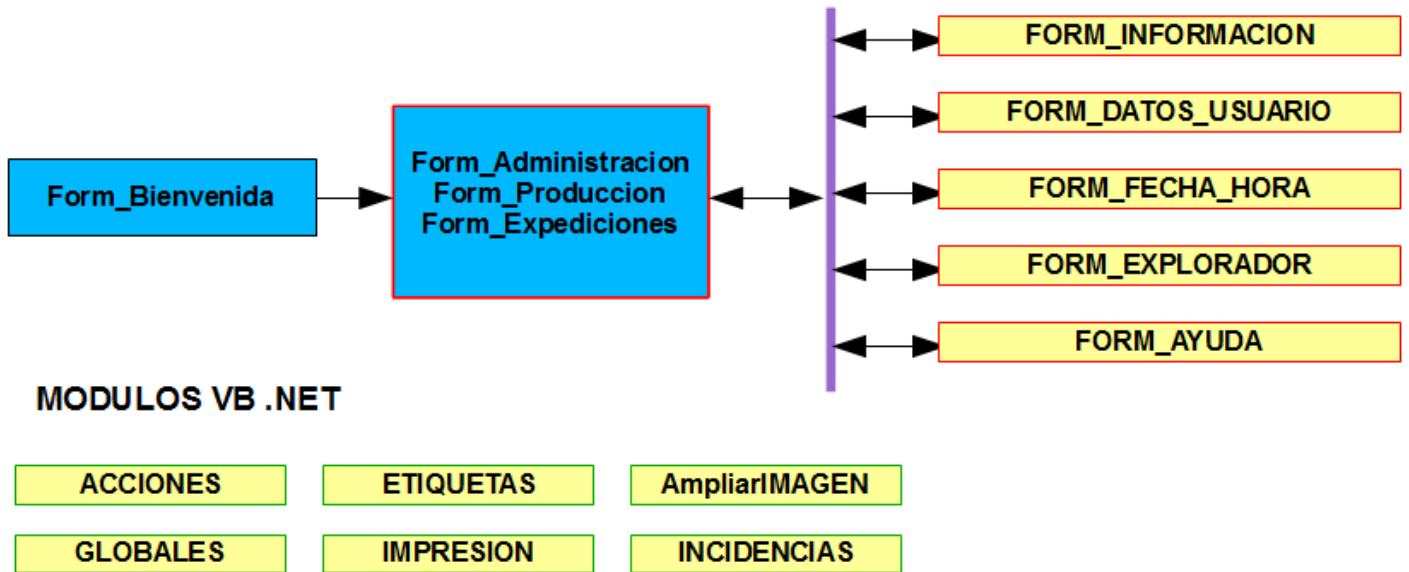 FORM_INFORMACION
FORM_DATOS_USUARIO
Form_Administracion
Form_Produccion
Form_Expediciones
Form_Bienvenida
FORM_FECHA_HORA
FORM_EXPLORADOR
FORM_AYUDA
MODULOS VB .NET
ACCIONES
ETIQUETAS
AmpliarIMAGEN
GLOBALES
IMPRESION
INCIDENCIAS